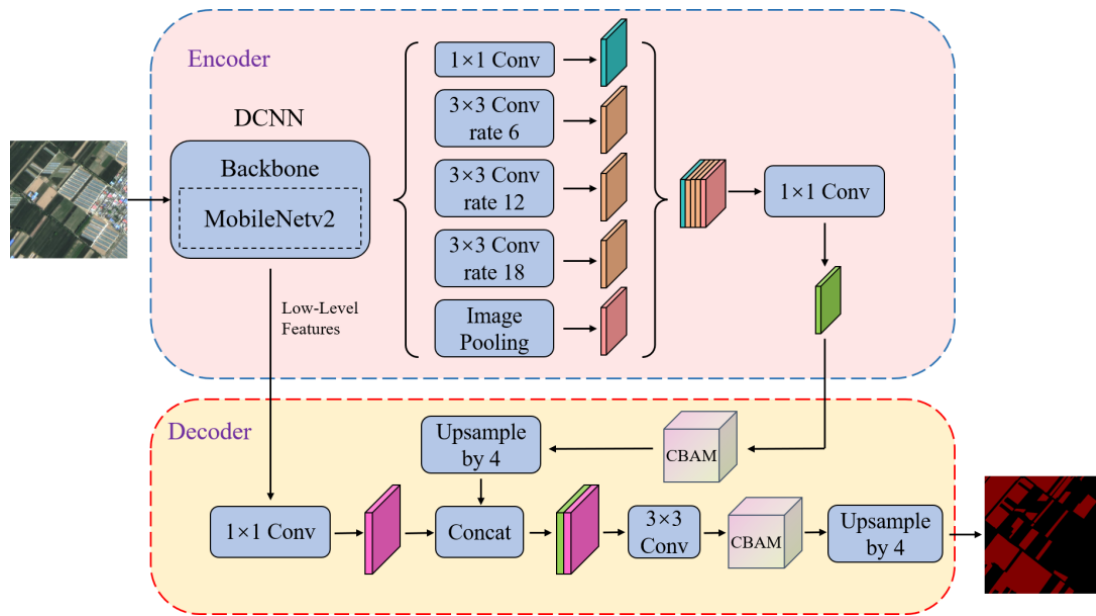 Encoder
DCNN
Backbone
MobileNetv2
Low-Level
Features
1×1 Conv
3×3 Conv
rate 6
3×3 Conv
rate 12
3×3 Conv
rate 18
Image
Pooling
1×1 Conv
Decoder
Upsample
by 4
CBAM
1×1 Conv
Concat
3×3
Conv
CBAM
Upsample
by 4